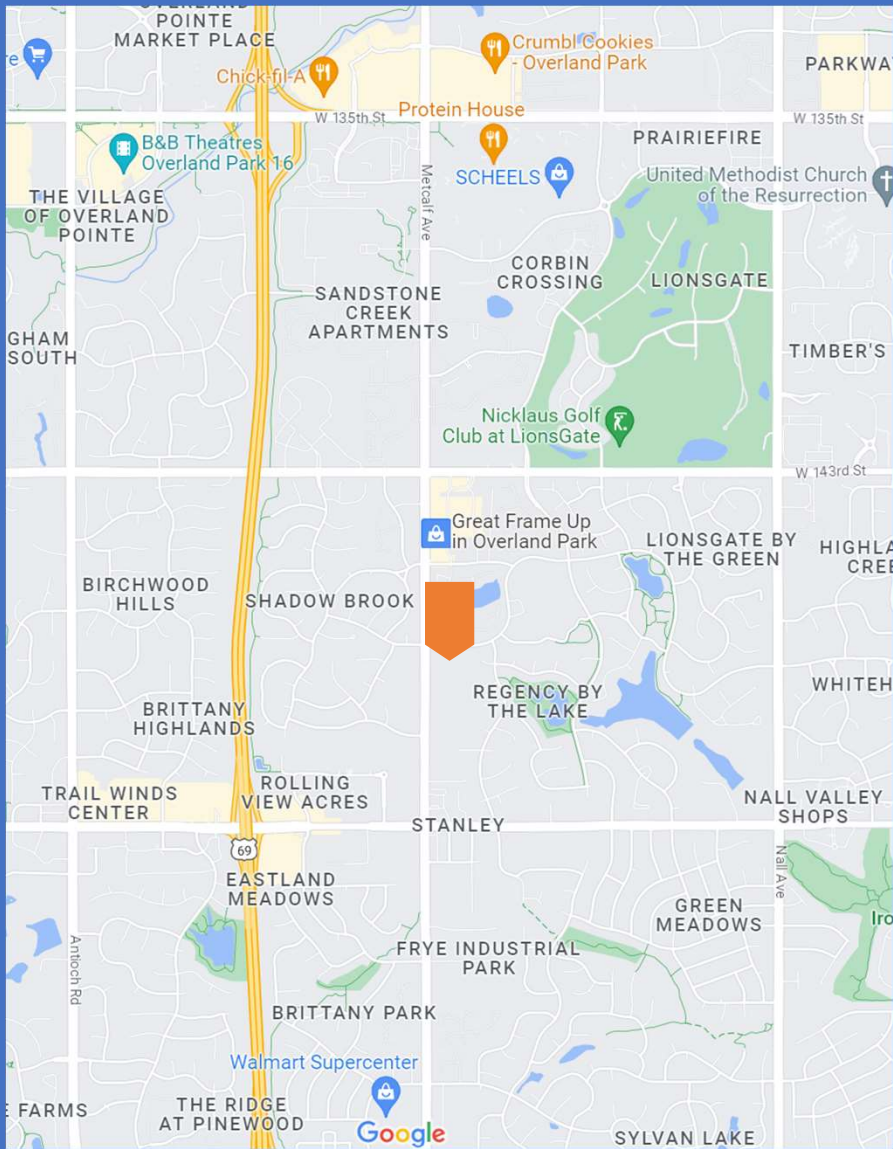 POINTE
MARKET PLACE
Crumbl Cookies
- Overland Park
PARKWA
re
Chick-fil-A
Protein House
W 135th St
W 135th St
B&B Theatres
Overland Park 16
PRAIRIEFIRE
SCHEELS
United Methodist Church
of the Resurrection
Metcalf Ave
THE VILLAGE
OF OVERLAND
POINTE
CORBIN
CROSSING
LIONSGATE
SANDSTONE
CREEK
APARTMENTS
GHAM
SOUTH
TIMBER'S
Nicklaus Golf
Club at LionsGate
W 143rd St
Great Frame Up
in Overland Park
LIONSGATE BY
THE GREEN
HIGHLA
CREE
BIRCHWOOD
HILLS
SHADOW BROOK
REGENCY BY
THE LAKE
WHITEH
BRITTANY
HIGHLANDS
TRAIL WINDS
CENTER
ROLLING
VIEW ACRES
NALL VALLEY
SHOPS
STANLEY
69
Nall Ave
EASTLAND
MEADOWS
GREEN
MEADOWS
Iro
Antioch Rd
FRYE INDUSTRIAL
PARK
BRITTANY PARK
Walmart Supercenter
E FARMS
THE RIDGE
AT PINEWOOD
Google
SYLVAN LAKE